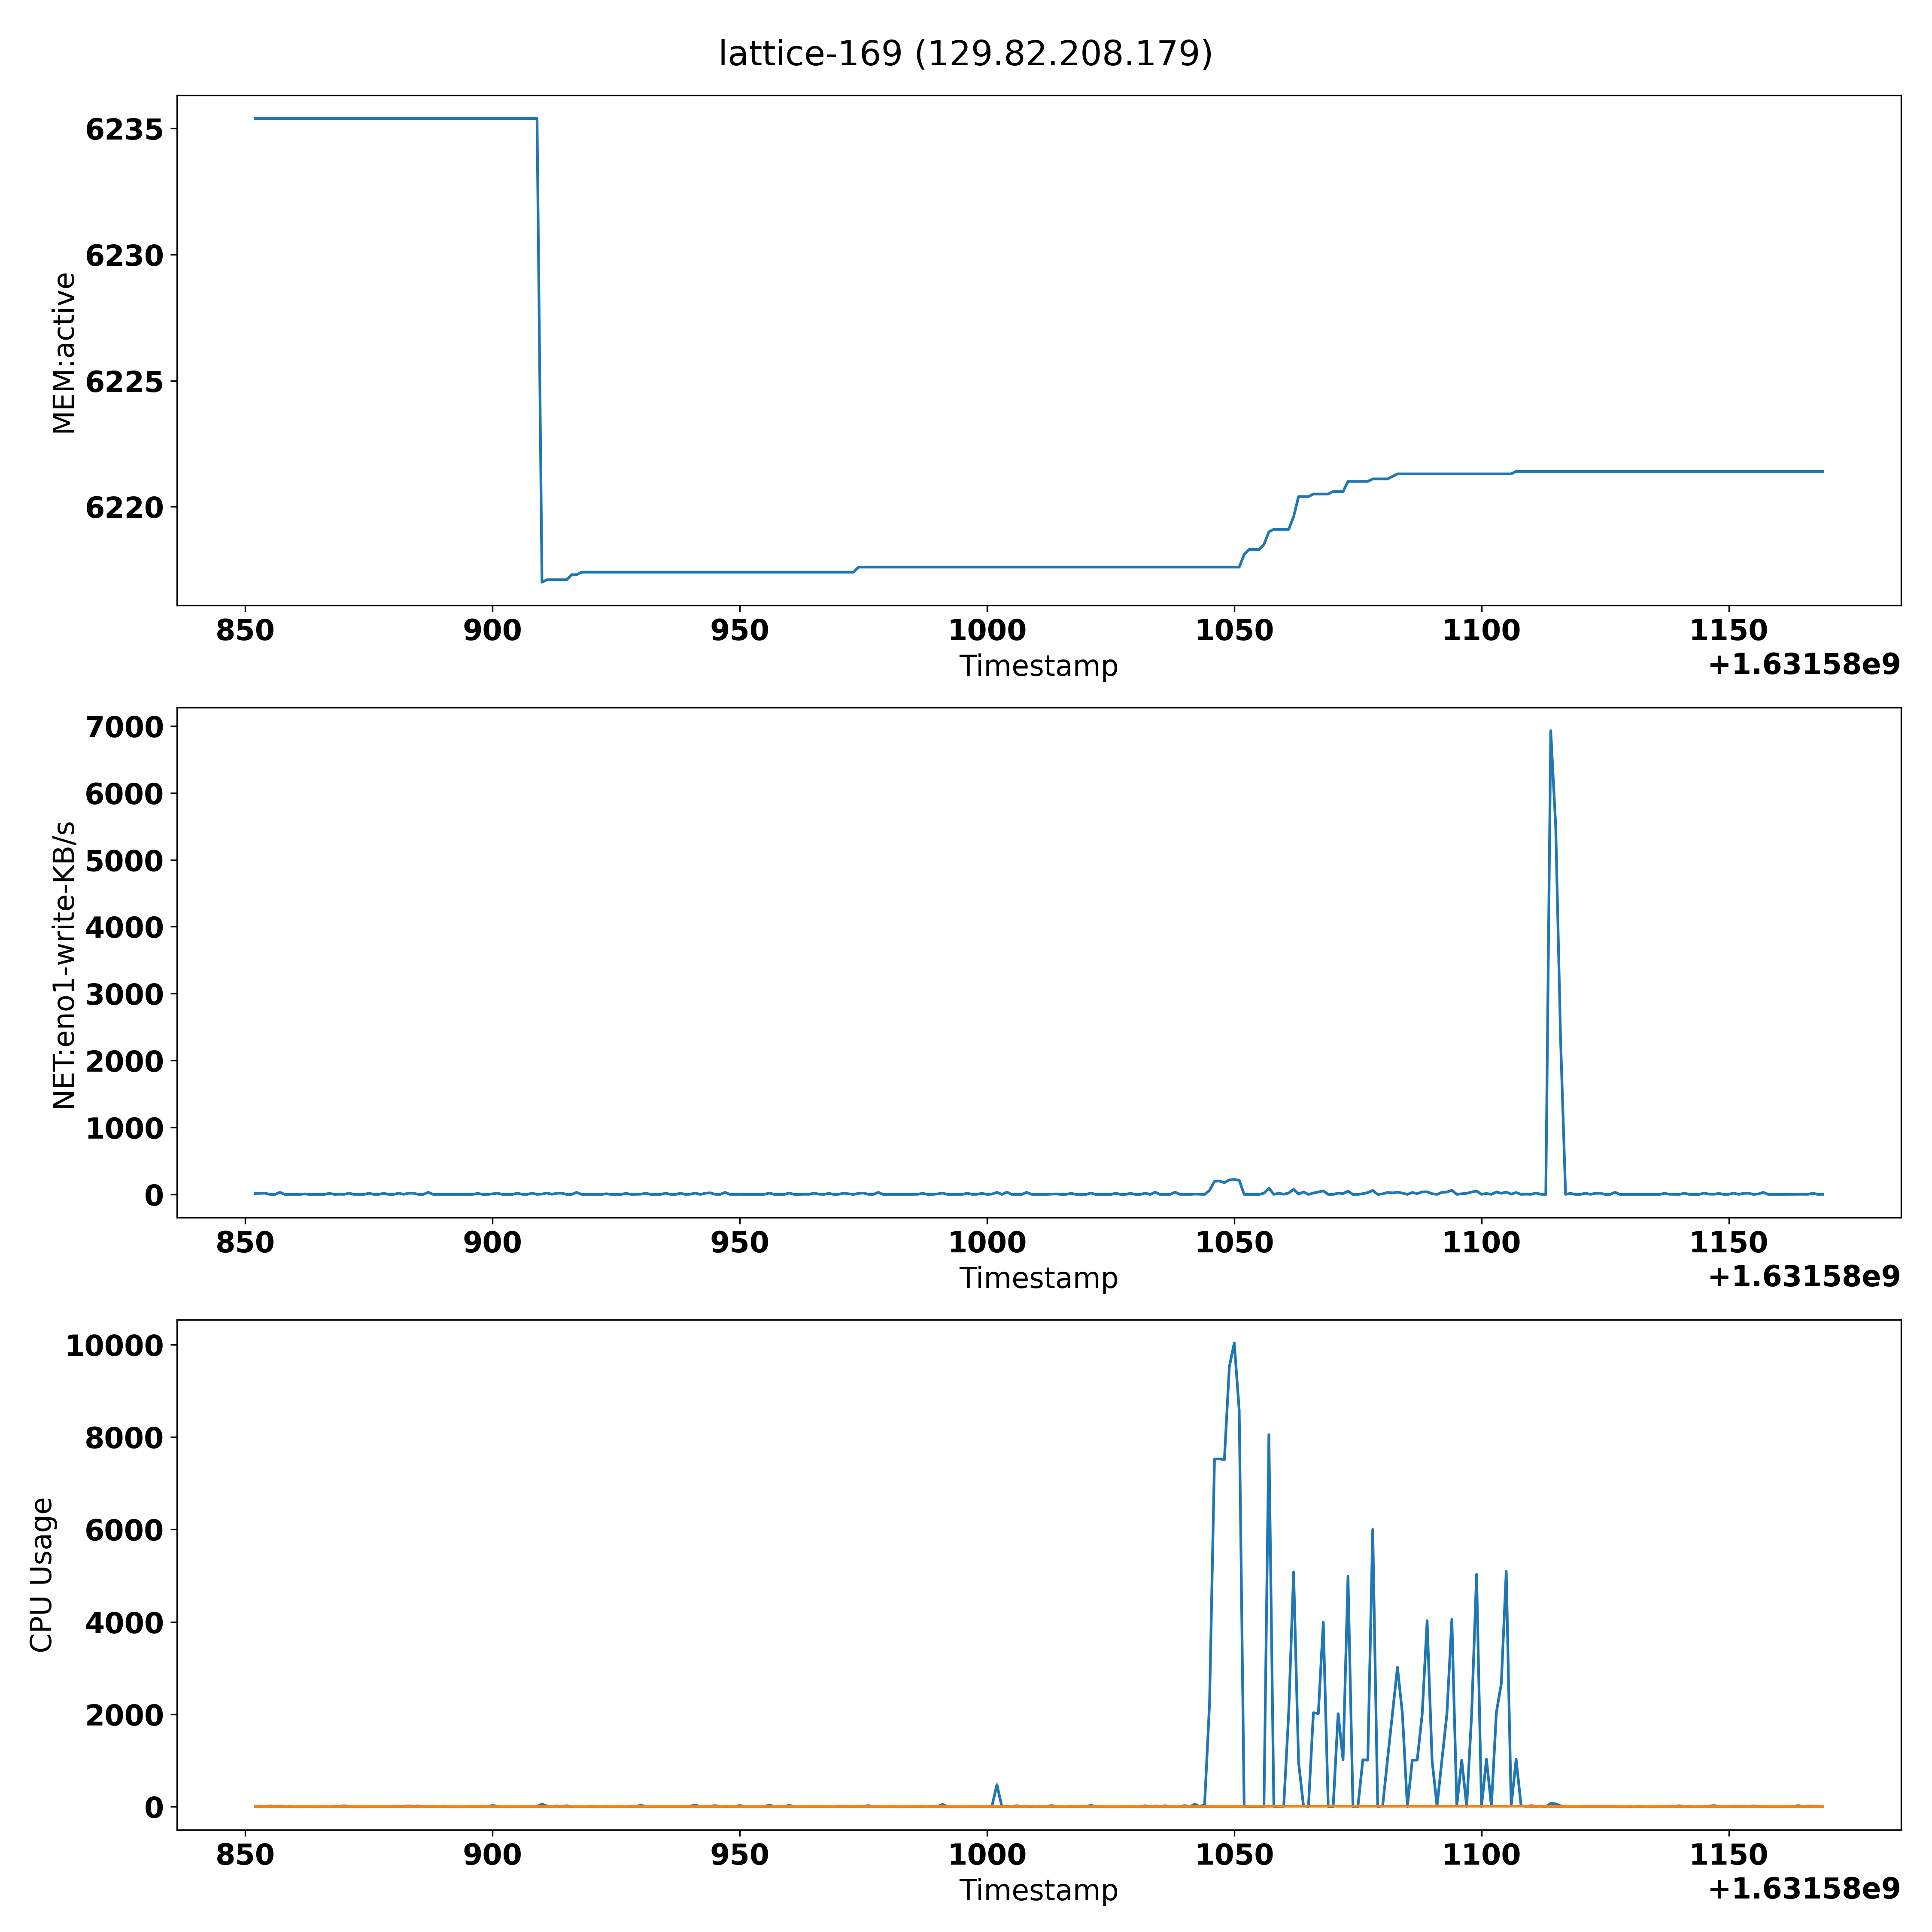 lattice-169 (129.82.208.179)
MEM:active
6235
6230
6225
6220
850 900 950 1000 1050 1100 1150
Timestamp
+1.63158e9
NET:eno1-write-KB/s
7000
6000
5000
4000
3000
2000
1000
0
850 900 950 1000 1050 1100 1150
Timestamp
+1.63158e9
CPU Usage
10000
8000
6000
4000
2000
0
850 900 950 1000 1050 1100 1150
Timestamp
+1.63158e9